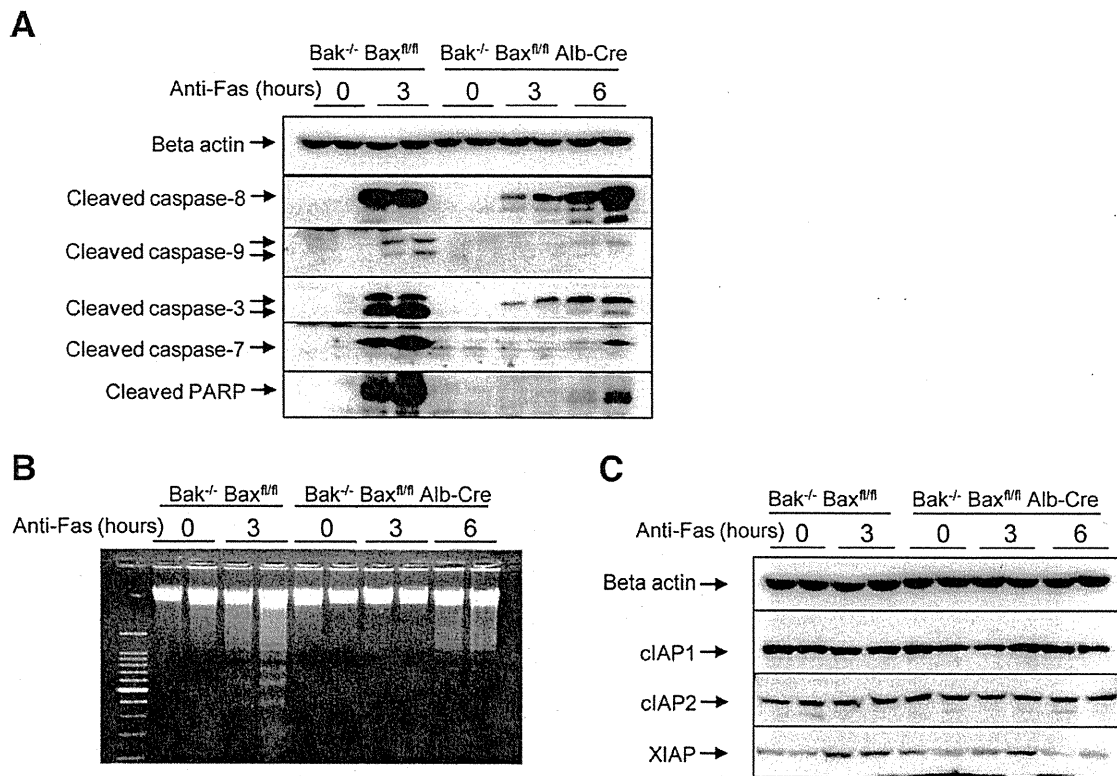 A
Bak-/- Baxfl/fl Bak-/- Baxfl/fl Alb-Cre
Anti-Fas (hours) 0 3 0 3 6
Beta actin
Cleaved caspase-8
Cleaved caspase-9
Cleaved caspase-3
Cleaved caspase-7
Cleaved PARP
B
Bak-/- Baxfl/fl Bak-/- Baxfl/fl Alb-Cre
Anti-Fas (hours) 0 3 0 3 6
C
Bak-/- Baxfl/fl Bak-/- Baxfl/fl Alb-Cre
Anti-Fas (hours) 0 3 0 3 6
Beta actin
cIAP1
cIAP2
XIAP